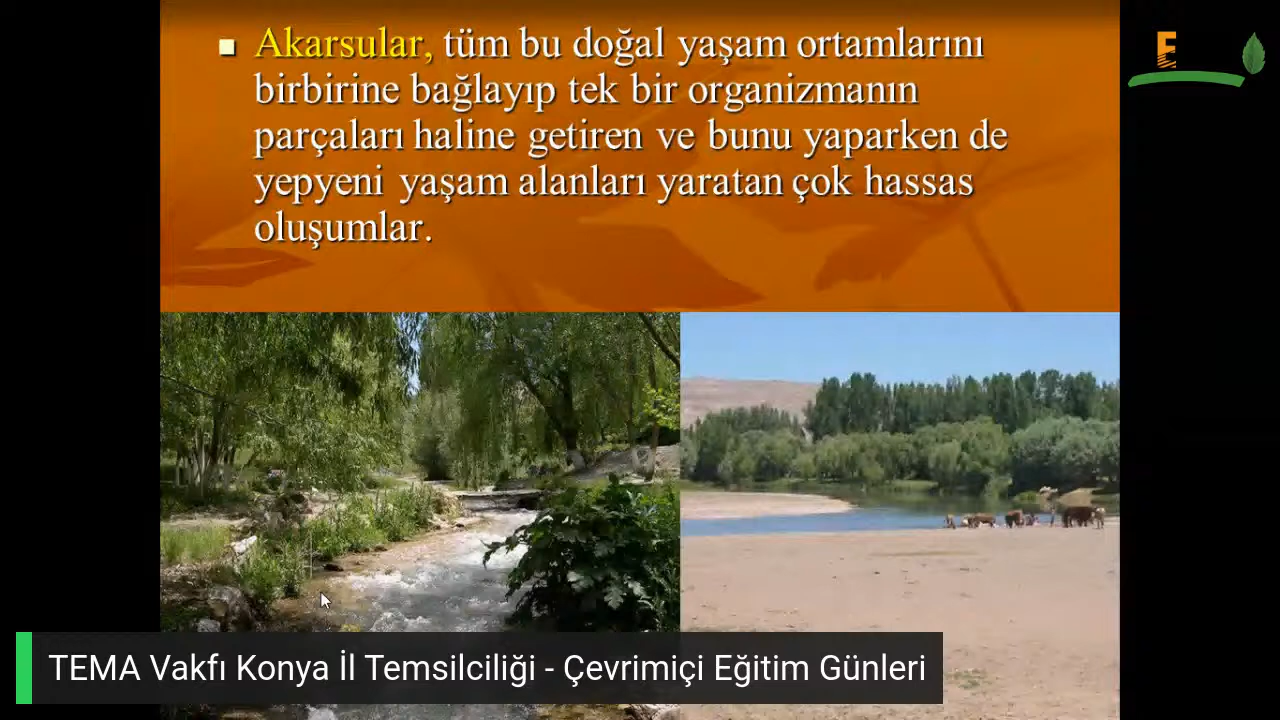 Akarsular, tüm bu doğal yaşam ortamlarını
birbirine bağlayıp tek bir organizmanın
parçaları haline getiren ve bunu yaparken de
yepyeni yaşam alanları yaratan çok hassas
oluşumlar.
E
TEMA Vakfı Konya İl Temsilciliği - Çevrimiçi Eğitim Günleri